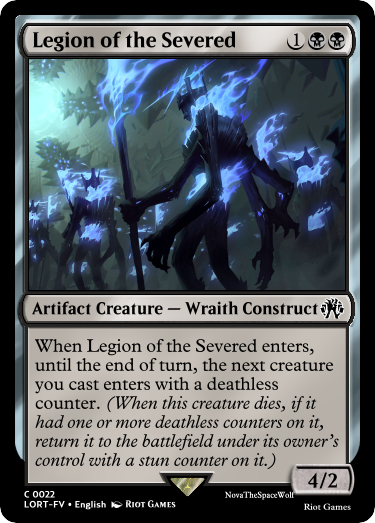 Legion of the Severed 1
Artifact Creature — Wraith Construct
When Legion of the Severed enters,
until the end of turn, the next creature
you cast enters with a deathless
counter. (When this creature dies, if it
had one or more deathless counters on it,
return it to the battlefield under its owner's
control with a stun counter on it.)
4/2
C 0022
LORT-FV • English Riot Games
NovaTheSpaceWolf
Riot Games